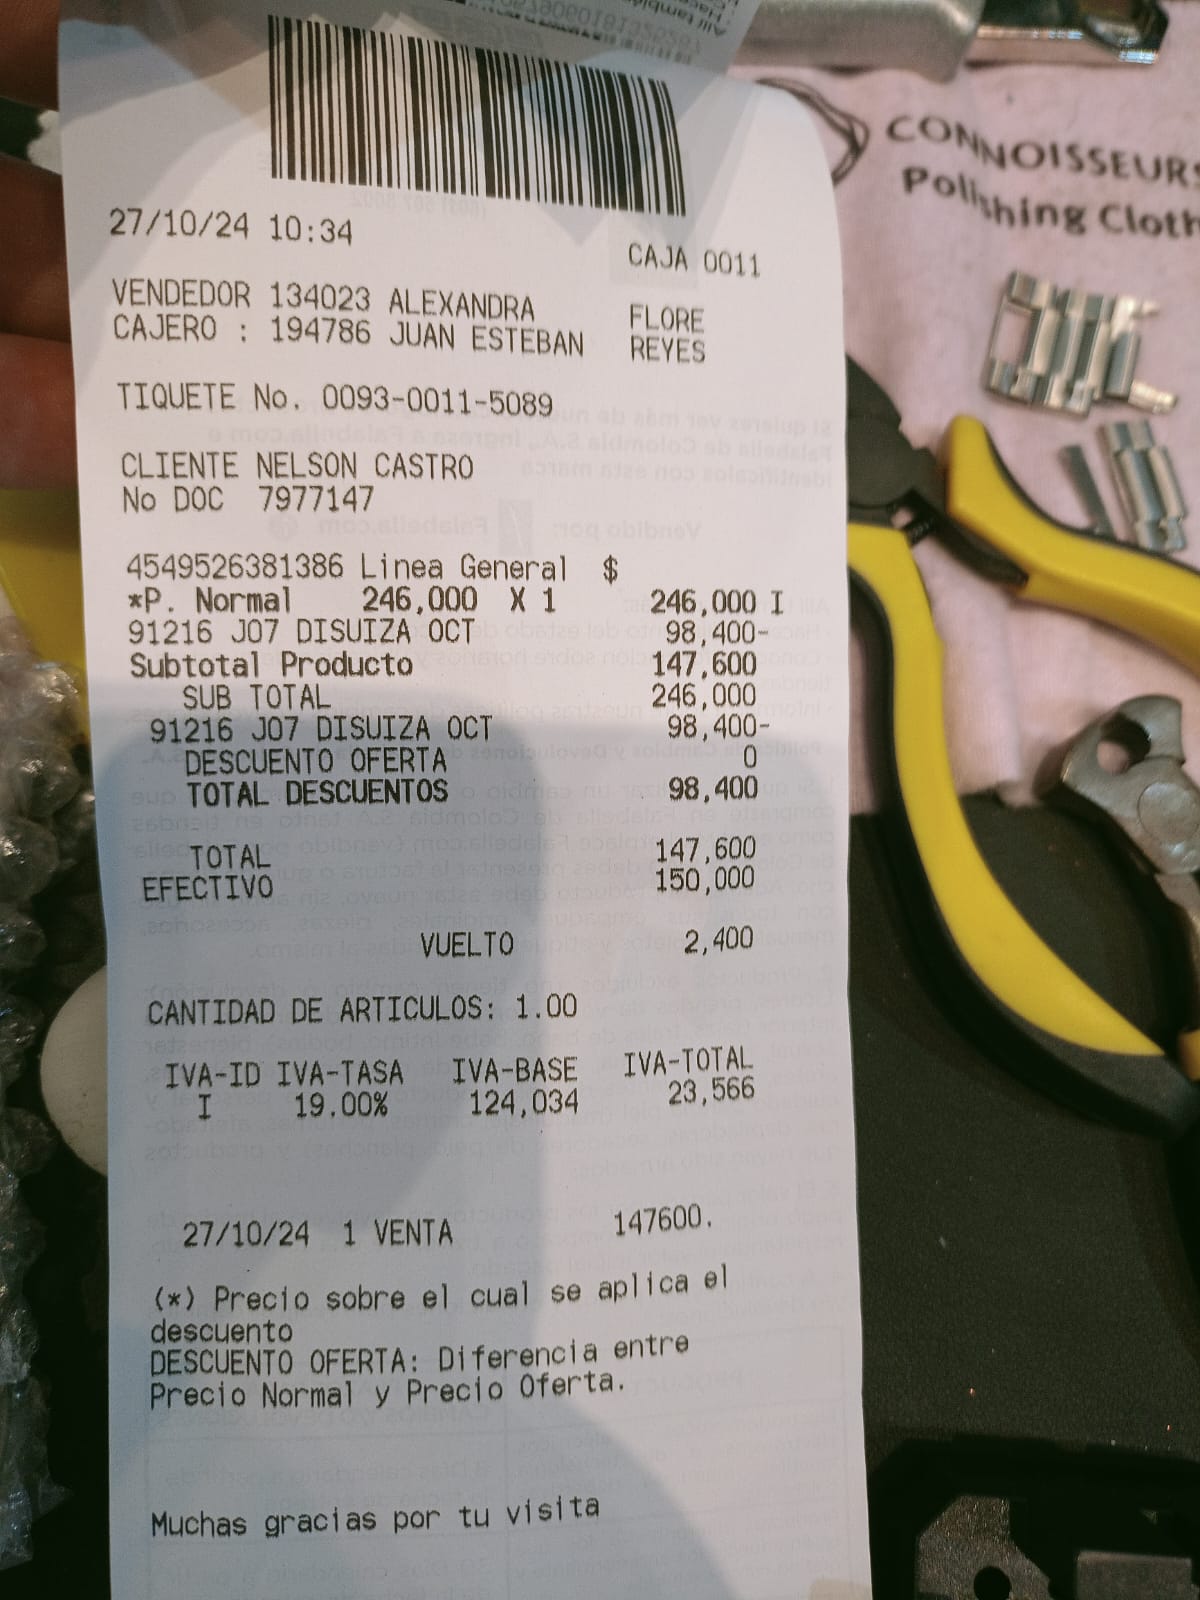 27/10/24 10:34
CAJA 0011
VENDEDOR 134023 ALEXANDRA FLORE
CAJERO : 194786 JUAN ESTEBAN REYES
TIQUETE No. 0093-0011-5089
CLIENTE NELSON CASTRO
No DOC 7977147
4549526381386 Linea General $
*P. Normal 246,000 X 1 246,000 I
91216 J07 DISUIZA OCT 98,400-
Subtotal Producto 147,600
SUB TOTAL 246,000
91216 J07 DISUIZA OCT 98,400-
DESCUENTO OFERTA 0
TOTAL DESCUENTOS 98,400
TOTAL 147,600
EFECTIVO 150,000
VUELTO 2,400
CANTIDAD DE ARTICULOS: 1.00
IVA-ID IVA-TASA IVA-BASE IVA-TOTAL
I 19.00% 124,034 23,566
27/10/24 1 VENTA 147600.
(*) Precio sobre el cual se aplica el
descuento
DESCUENTO OFERTA: Diferencia entre
Precio Normal y Precio Oferta.
Muchas gracias por tu visita
CONNOISSEURS
Polishing Cloth